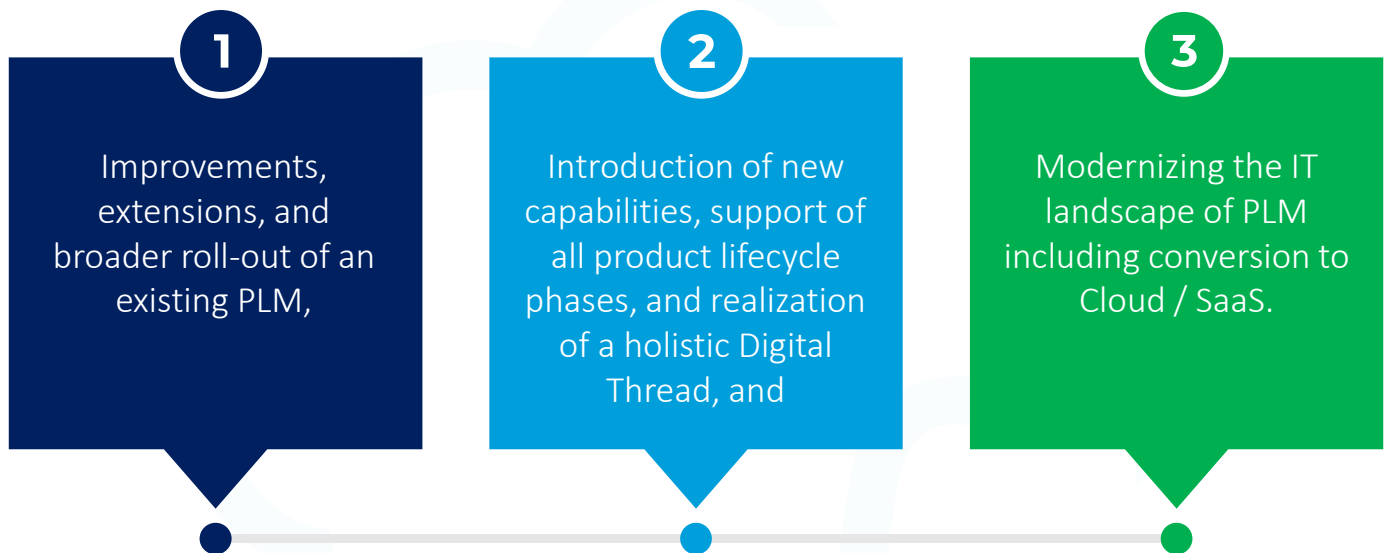 1
Improvements,
extensions, and
broader roll-out of an
existing PLM,
2
Introduction of new
capabilities, support of
all product lifecycle
phases, and realization
of a holistic Digital
Thread, and
3
Modernizing the IT
landscape of PLM
including conversion to
Cloud / SaaS.